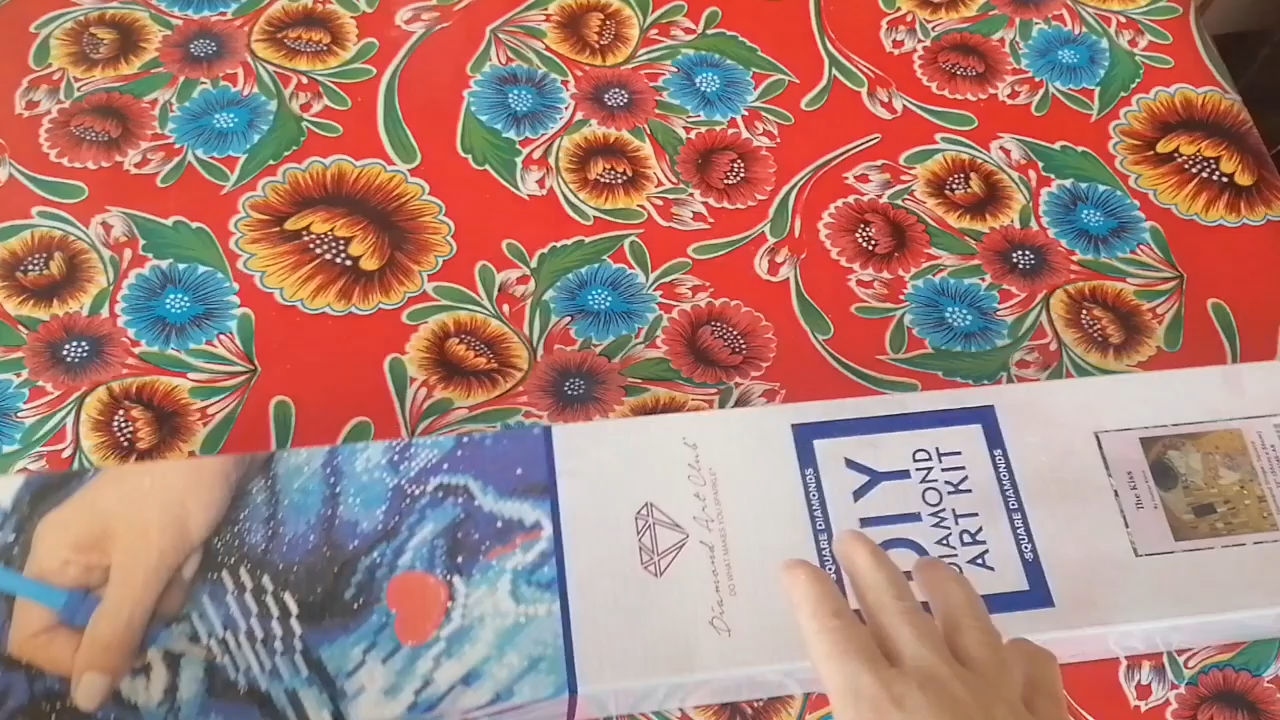 Diamond Art Club
DO WHAT MAKES YOU SPARKLE
SQUARE DIAMONDS
DIY
DIAMOND
ART KIT
SQUARE DIAMONDS
The Kiss